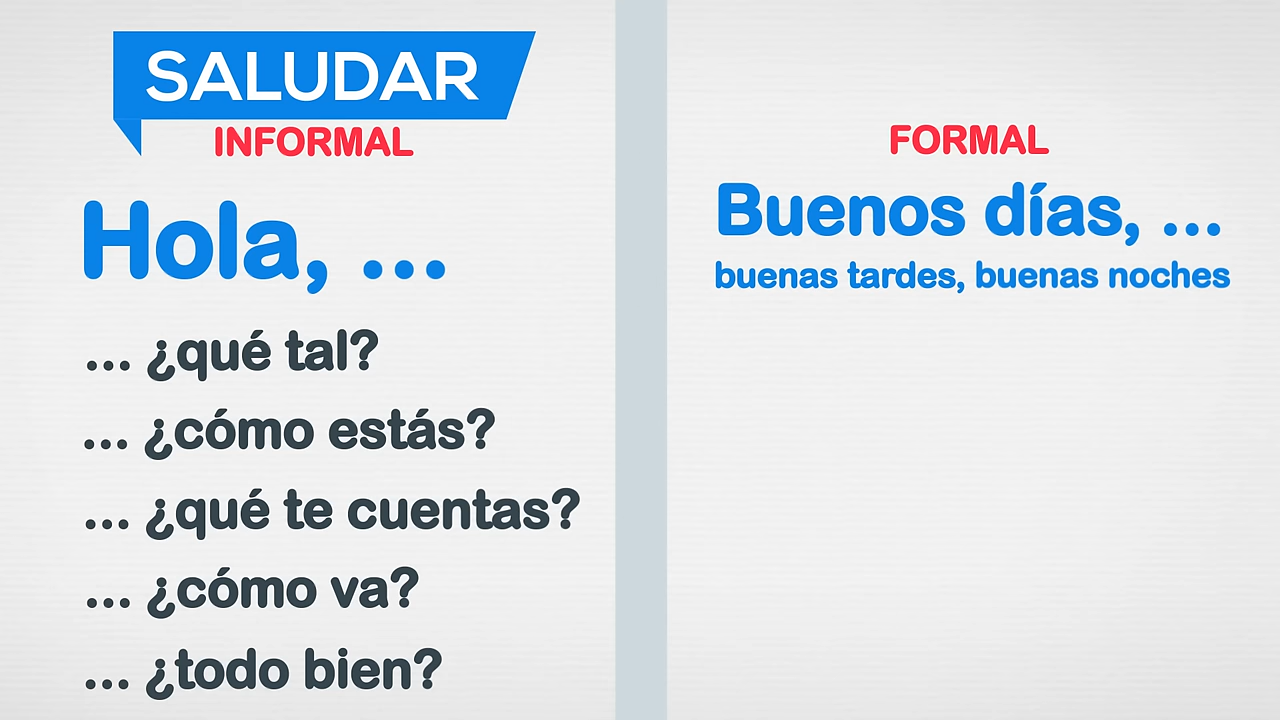 SALUDAR
INFORMAL
Hola, ...
... ¿qué tal?
... ¿cómo estás?
... ¿qué te cuentas?
... ¿cómo va?
... ¿todo bien?
FORMAL
Buenos días, ...
buenas tardes, buenas noches